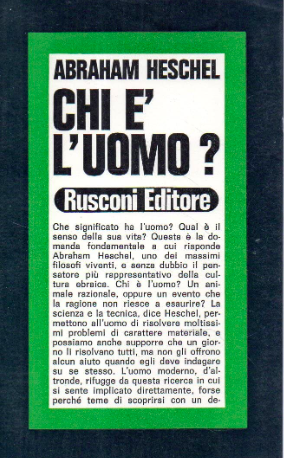 ABRAHAM HESCHEL
CHI E'
L'UOMO?
Rusconi Editore
Che significato ha l'uomo? Qual è il
senso della sua vita? Questa è la do-
manda fondamentale a cui risponde
Abraham Heschel, uno dei massimi
filosofi viventi, e senza dubbio il pen-
satore più rappresentativo della cul-
tura ebraica. Chi è l'uomo? Un ani-
male razionale, oppure un evento che
la ragione non riesce a esaurire? La
scienza e la tecnica, dice Heschel, per-
mettono all'uomo di risolvere moltissi-
mi problemi di carattere materiale, e
possiamo anche supporre che un gior-
no li risolvano tutti, ma non gli offrono
alcun aiuto quando egli deve indagare
su se stesso. L'uomo moderno, d'al-
tronde, rifugge da questa ricerca in cui
si sente implicato direttamente, forse
perché teme di scoprirsi con un de-